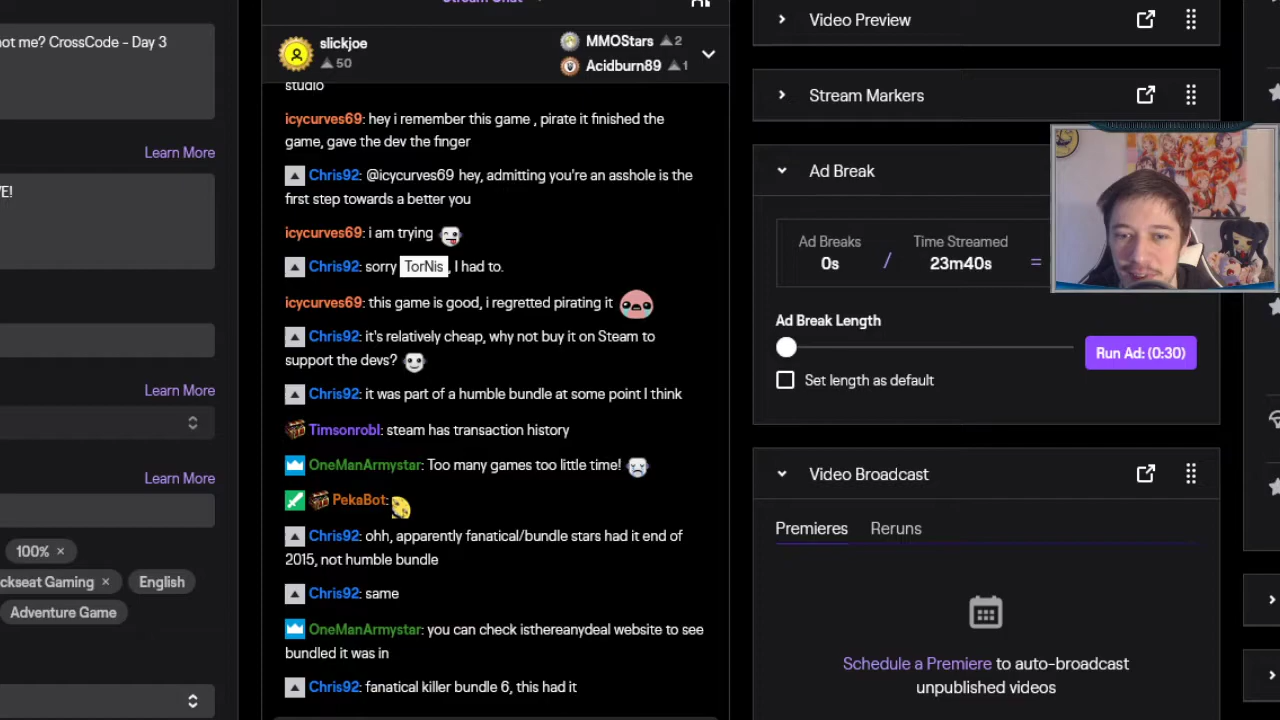 not me? CrossCode - Day 3
Learn More
VE!
Learn More
Learn More
100% ×
ckseat Gaming × English
Adventure Game
Stream Chat
slickjoe
50
MMOStars 2
Acidburn89 1
studio
icycurves69: hey i remember this game , pirate it finished the
game, gave the dev the finger
Chris92: @icycurves69 hey, admitting you're an asshole is the
first step towards a better you
icycurves69: i am trying
Chris92: sorry TorNis, I had to.
icycurves69: this game is good, i regretted pirating it
Chris92: it's relatively cheap, why not buy it on Steam to
support the devs?
Chris92: it was part of a humble bundle at some point I think
Timsonrobl: steam has transaction history
OneManArmystar: Too many games too little time!
PekaBot:
Chris92: ohh, apparently fanatical/bundle stars had it end of
2015, not humble bundle
Chris92: same
OneManArmystar: you can check isthereanydeal website to see
bundled it was in
Chris92: fanatical killer bundle 6, this had it
Video Preview
Stream Markers
Ad Break
Ad Breaks
0s
/
Time Streamed
23m40s
=
Ad Break Length
Run Ad: (0:30)
Set length as default
Video Broadcast
Premieres Reruns
Schedule a Premiere to auto-broadcast
unpublished videos